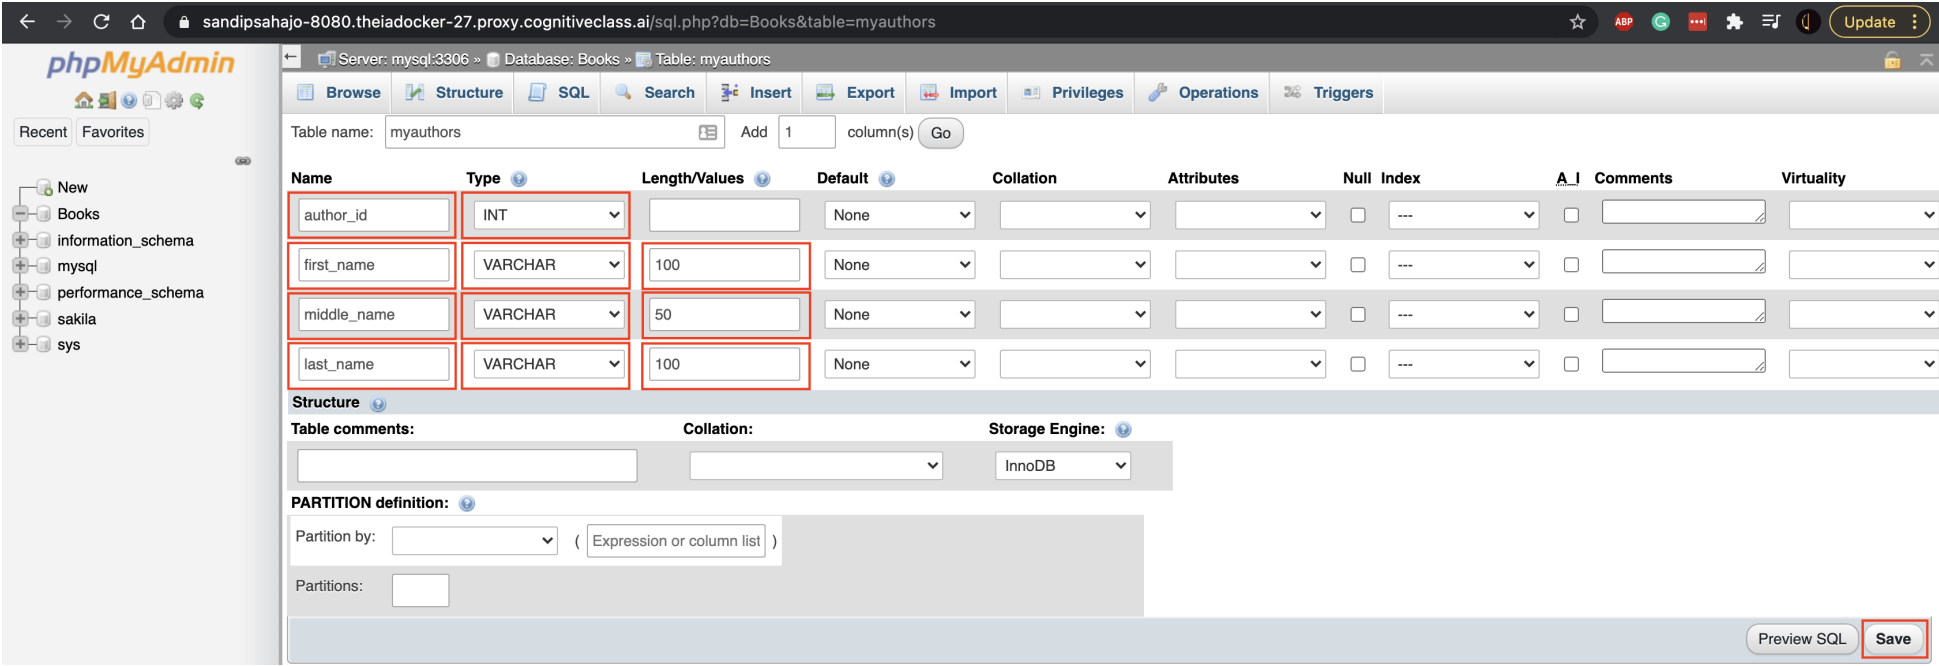 sandipsahajo-8080.theiadocker-27.proxy.cognitiveclass.ai/sql.php?db=Books&table=myauthors
ABP
Update
phpMyAdmin
Recent Favorites
New
Books
information_schema
mysql
performance_schema
sakila
sys
Server: mysql:3306 » Database: Books » Table: myauthors
Browse Structure SQL Search Insert Export Import Privileges Operations Triggers
Table name: myauthors Add 1 column(s) Go
Name Type Length/Values Default Collation Attributes Null Index A_I Comments Virtuality
author_id INT None ---
first_name VARCHAR 100 None ---
middle_name VARCHAR 50 None ---
last_name VARCHAR 100 None ---
Structure
Table comments: Collation: Storage Engine:
InnoDB
PARTITION definition:
Partition by: ( Expression or column list )
Partitions:
Preview SQL Save